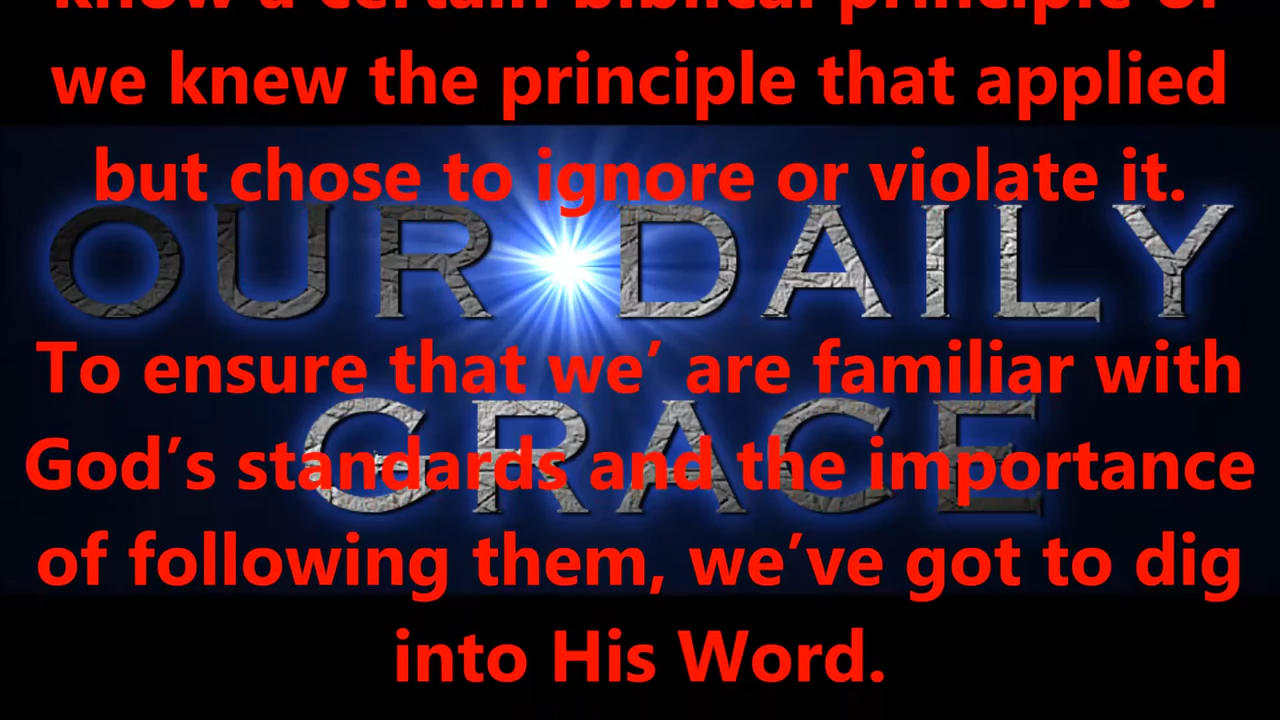 know a certain biblical principle or
we knew the principle that applied
but chose to ignore or violate it.
OUR DAILY
To ensure that we’ are familiar with
GRACE
God’s standards and the importance
of following them, we’ve got to dig
into His Word.